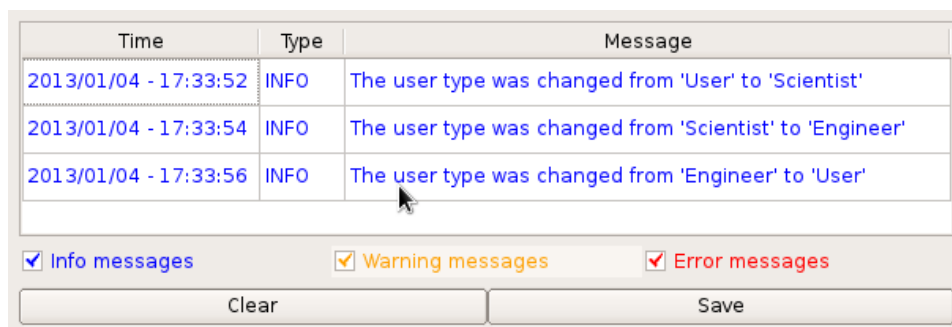 Time Type Message
2013/01/04 - 17:33:52 INFO The user type was changed from 'User' to 'Scientist'
2013/01/04 - 17:33:54 INFO The user type was changed from 'Scientist' to 'Engineer'
2013/01/04 - 17:33:56 INFO The user type was changed from 'Engineer' to 'User'
Info messages Warning messages Error messages
Clear Save